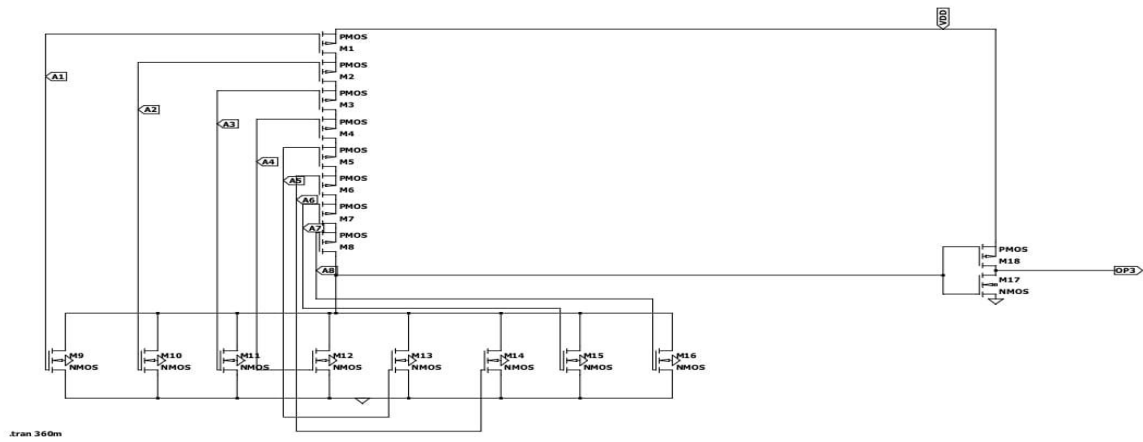 VDD
PMOS
M1
A1
PMOS
M2
A2
PMOS
M3
A3
PMOS
M4
A4
PMOS
M5
A5
PMOS
M6
A6
PMOS
M7
A7
PMOS
M8
A8
PMOS
M18
OP3
M17
NMOS
M9
NMOS
M10
NMOS
M11
NMOS
M12
NMOS
M13
NMOS
M14
NMOS
M15
NMOS
M16
NMOS
.tran 360m